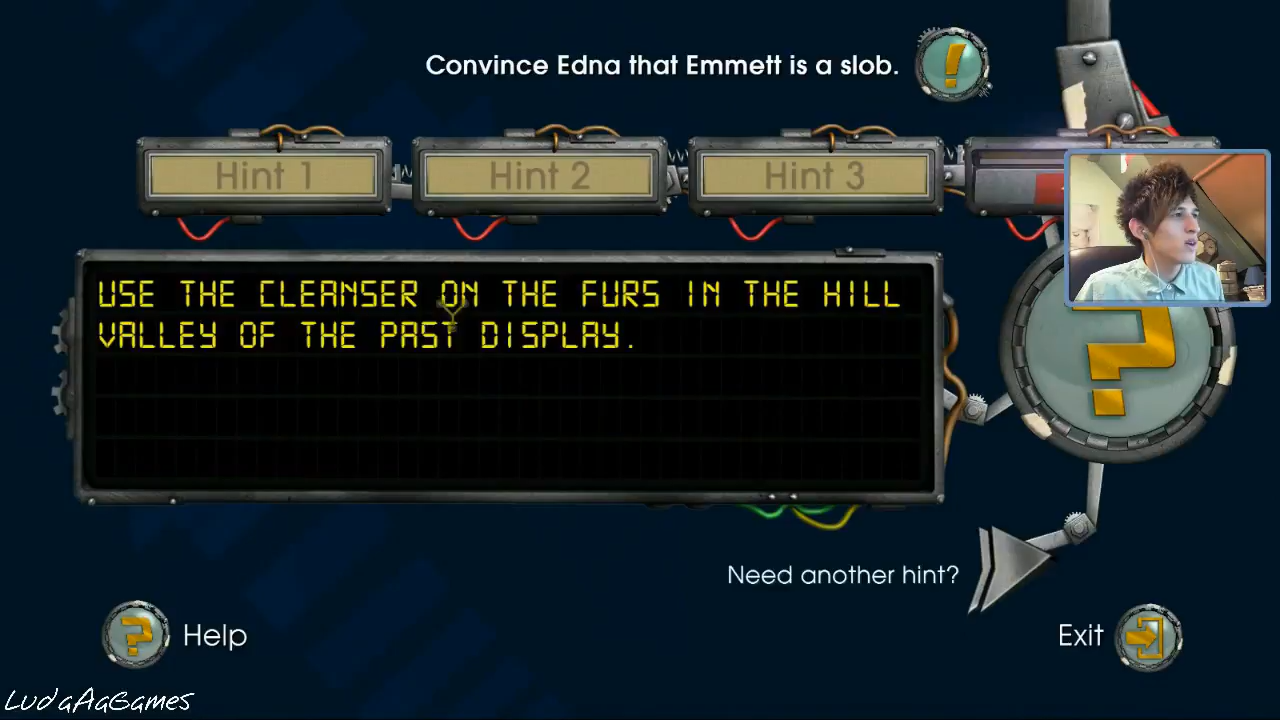 Convince Edna that Emmett is a slob.
Hint 1
Hint 2
Hint 3
USE THE CLEANSER ON THE FURS IN THE HILL
VALLEY OF THE PAST DISPLAY.
Need another hint?
Help
Exit
LudaAaGames